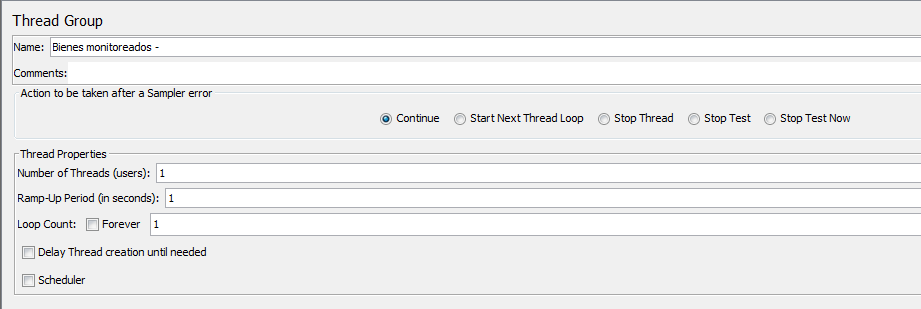 Thread Group
Name: Bienes monitoreados -
Comments:
Action to be taken after a Sampler error
Continue Start Next Thread Loop Stop Thread Stop Test Stop Test Now
Thread Properties
Number of Threads (users): 1
Ramp-Up Period (in seconds): 1
Loop Count: Forever 1
Delay Thread creation until needed
Scheduler